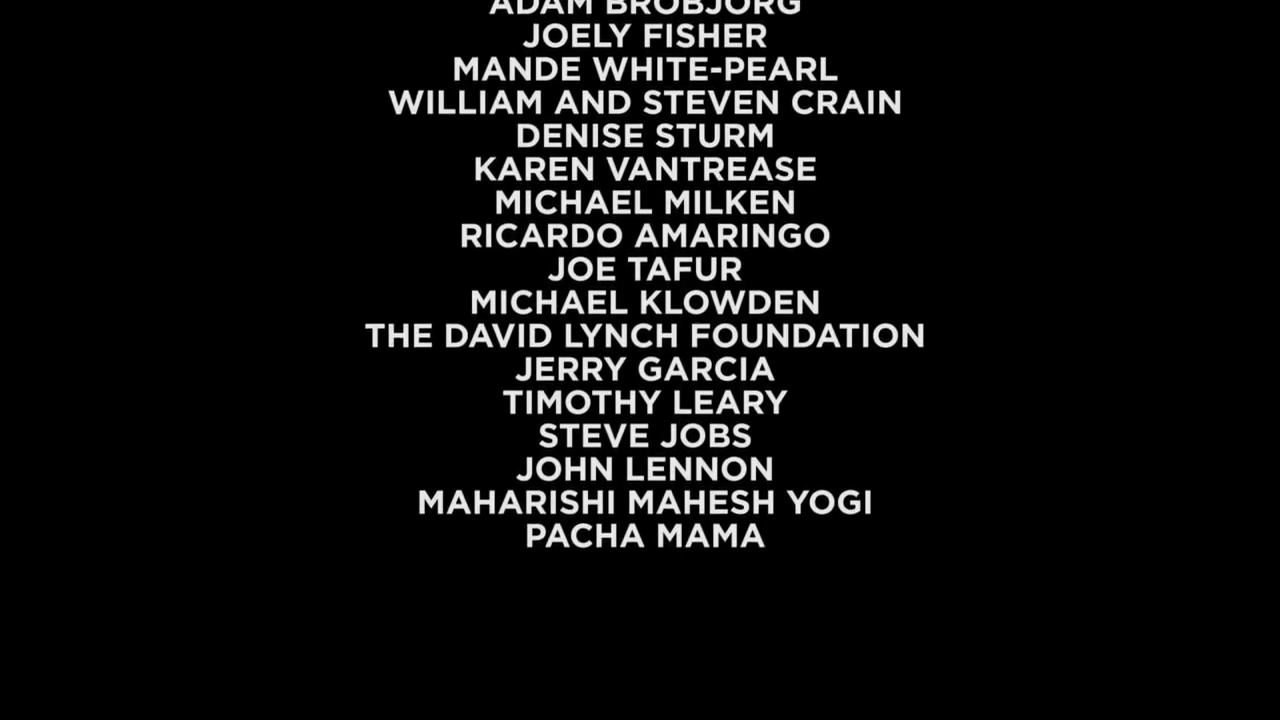 ADAM BROBJORG
JOELY FISHER
MANDE WHITE-PEARL
WILLIAM AND STEVEN CRAIN
DENISE STURM
KAREN VANTREASE
MICHAEL MILKEN
RICARDO AMARINGO
JOE TAFUR
MICHAEL KLOWDEN
THE DAVID LYNCH FOUNDATION
JERRY GARCIA
TIMOTHY LEARY
STEVE JOBS
JOHN LENNON
MAHARISHI MAHESH YOGI
PACHA MAMA